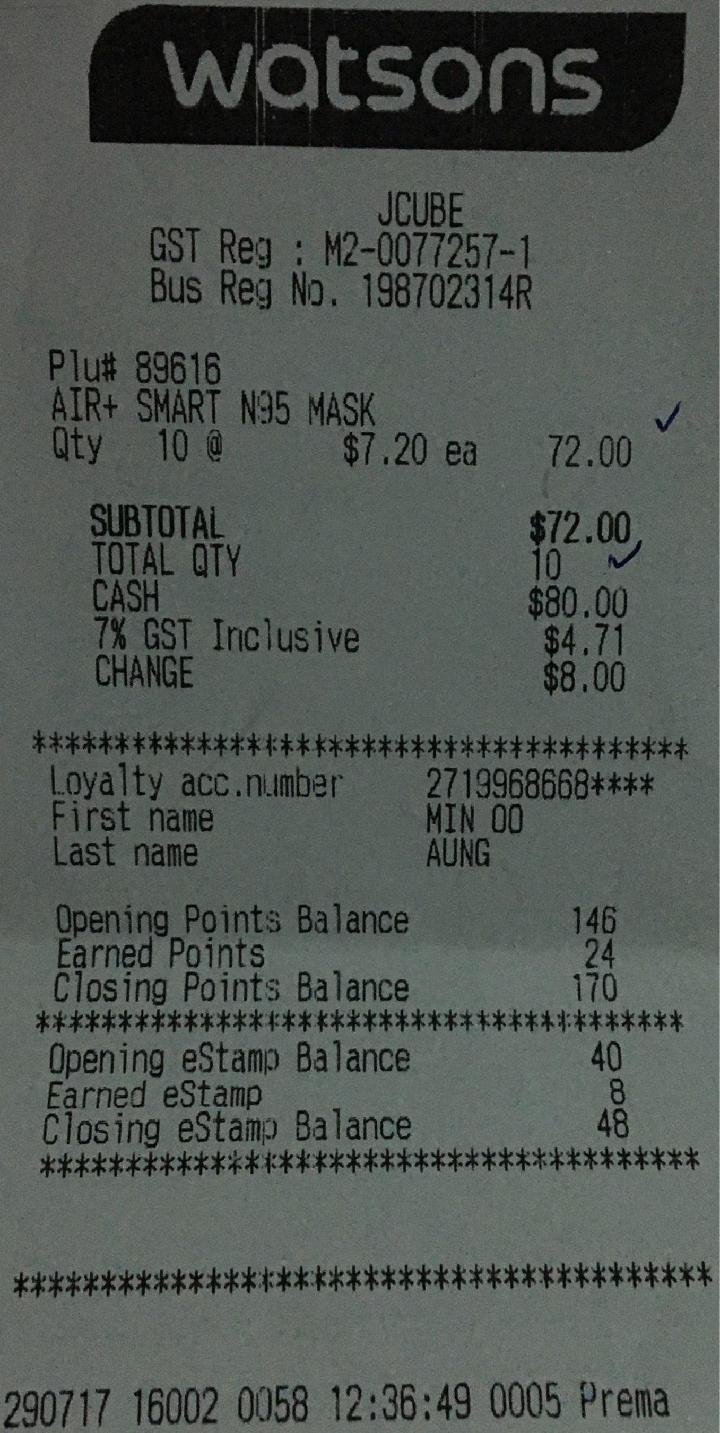 watsons
JCUBE
GST Reg : M2-0077257-1
Bus Reg No. 198702314R
Plu# 89616
AIR+ SMART N95 MASK
Qty 10 @ $7.20 ea 72.00
SUBTOTAL $72.00
TOTAL QTY 10
CASH $80.00
7% GST Inclusive $4.71
CHANGE $8.00
****************************************
Loyalty acc.number 2719968668****
First name MIN OO
Last name AUNG
Opening Points Balance 146
Earned Points 24
Closing Points Balance 170
****************************************
Opening eStamp Balance 40
Earned eStamp 8
Closing eStamp Balance 48
****************************************
****************************************
290717 16002 0058 12:36:49 0005 Prema